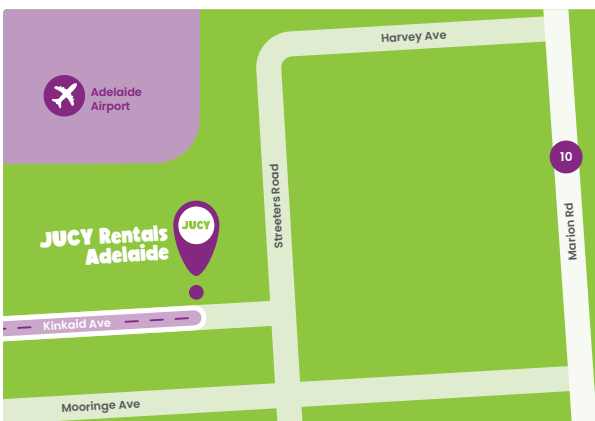 Harvey Ave
Adelaide
Airport
10
Streeters Road
Marion Rd
JUCY
JUCY Rentals
Adelaide
Kinkaid Ave
Mooringe Ave